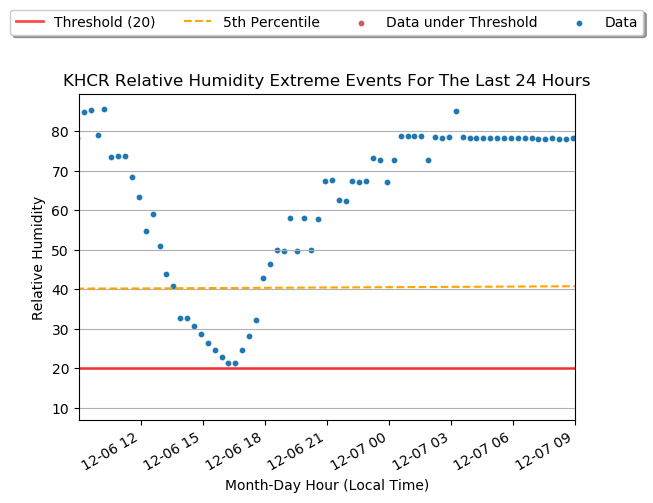 Threshold (20) 5th Percentile Data under Threshold Data
KHCR Relative Humidity Extreme Events For The Last 24 Hours
80
70
60
50
40
30
20
10
Relative Humidity
12-06 12 12-06 15 12-06 18 12-06 21 12-07 00 12-07 03 12-07 06 12-07 09
Month-Day Hour (Local Time)